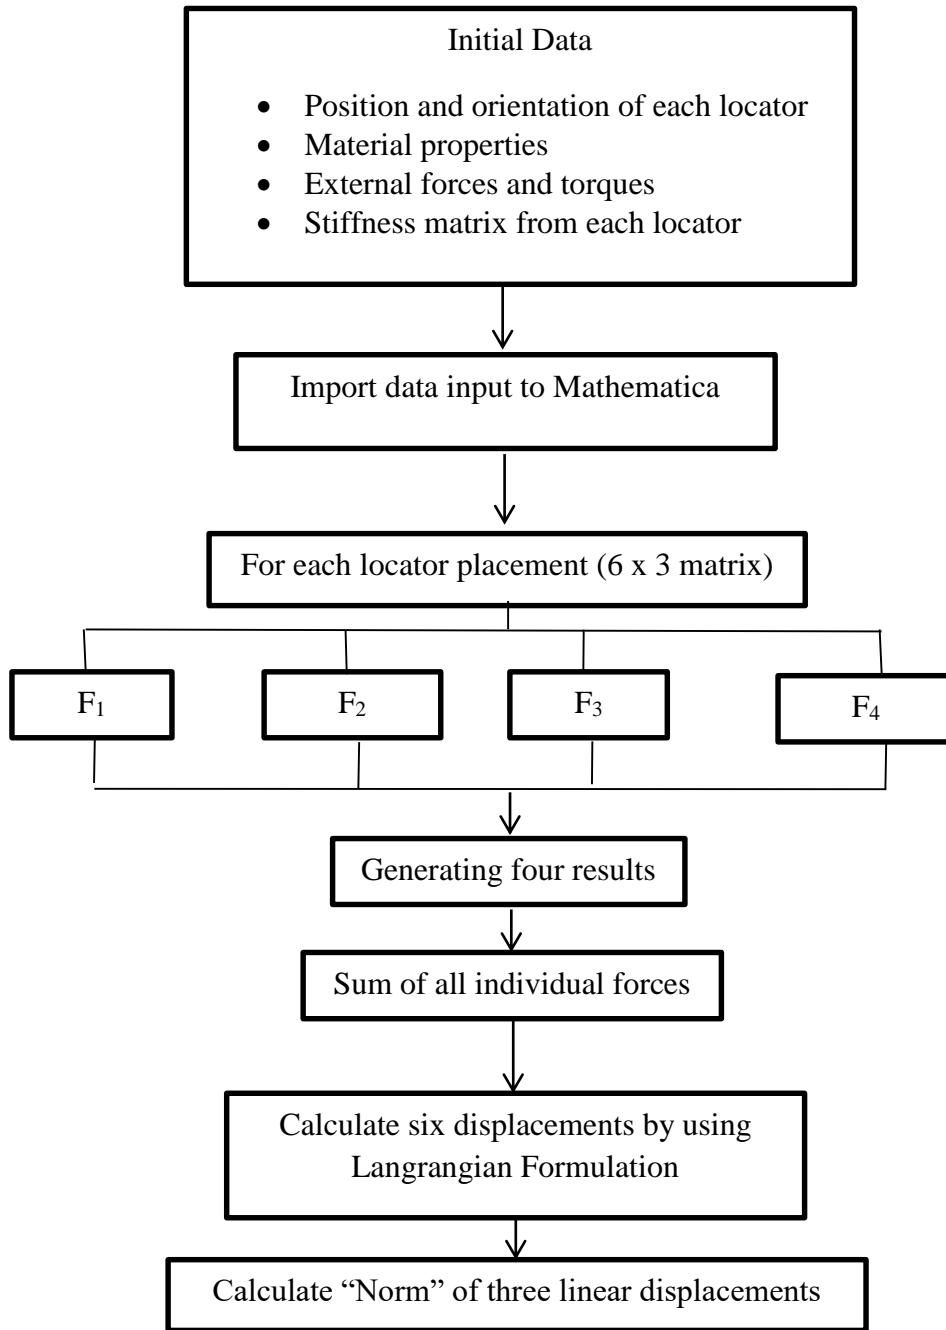 Initial Data
• Position and orientation of each locator
• Material properties
• External forces and torques
• Stiffness matrix from each locator
Import data input to Mathematica
For each locator placement (6 x 3 matrix)
F₁
F₂
F₃
F₄
Generating four results
Sum of all individual forces
Calculate six displacements by using
Langrangian Formulation
Calculate “Norm” of three linear displacements